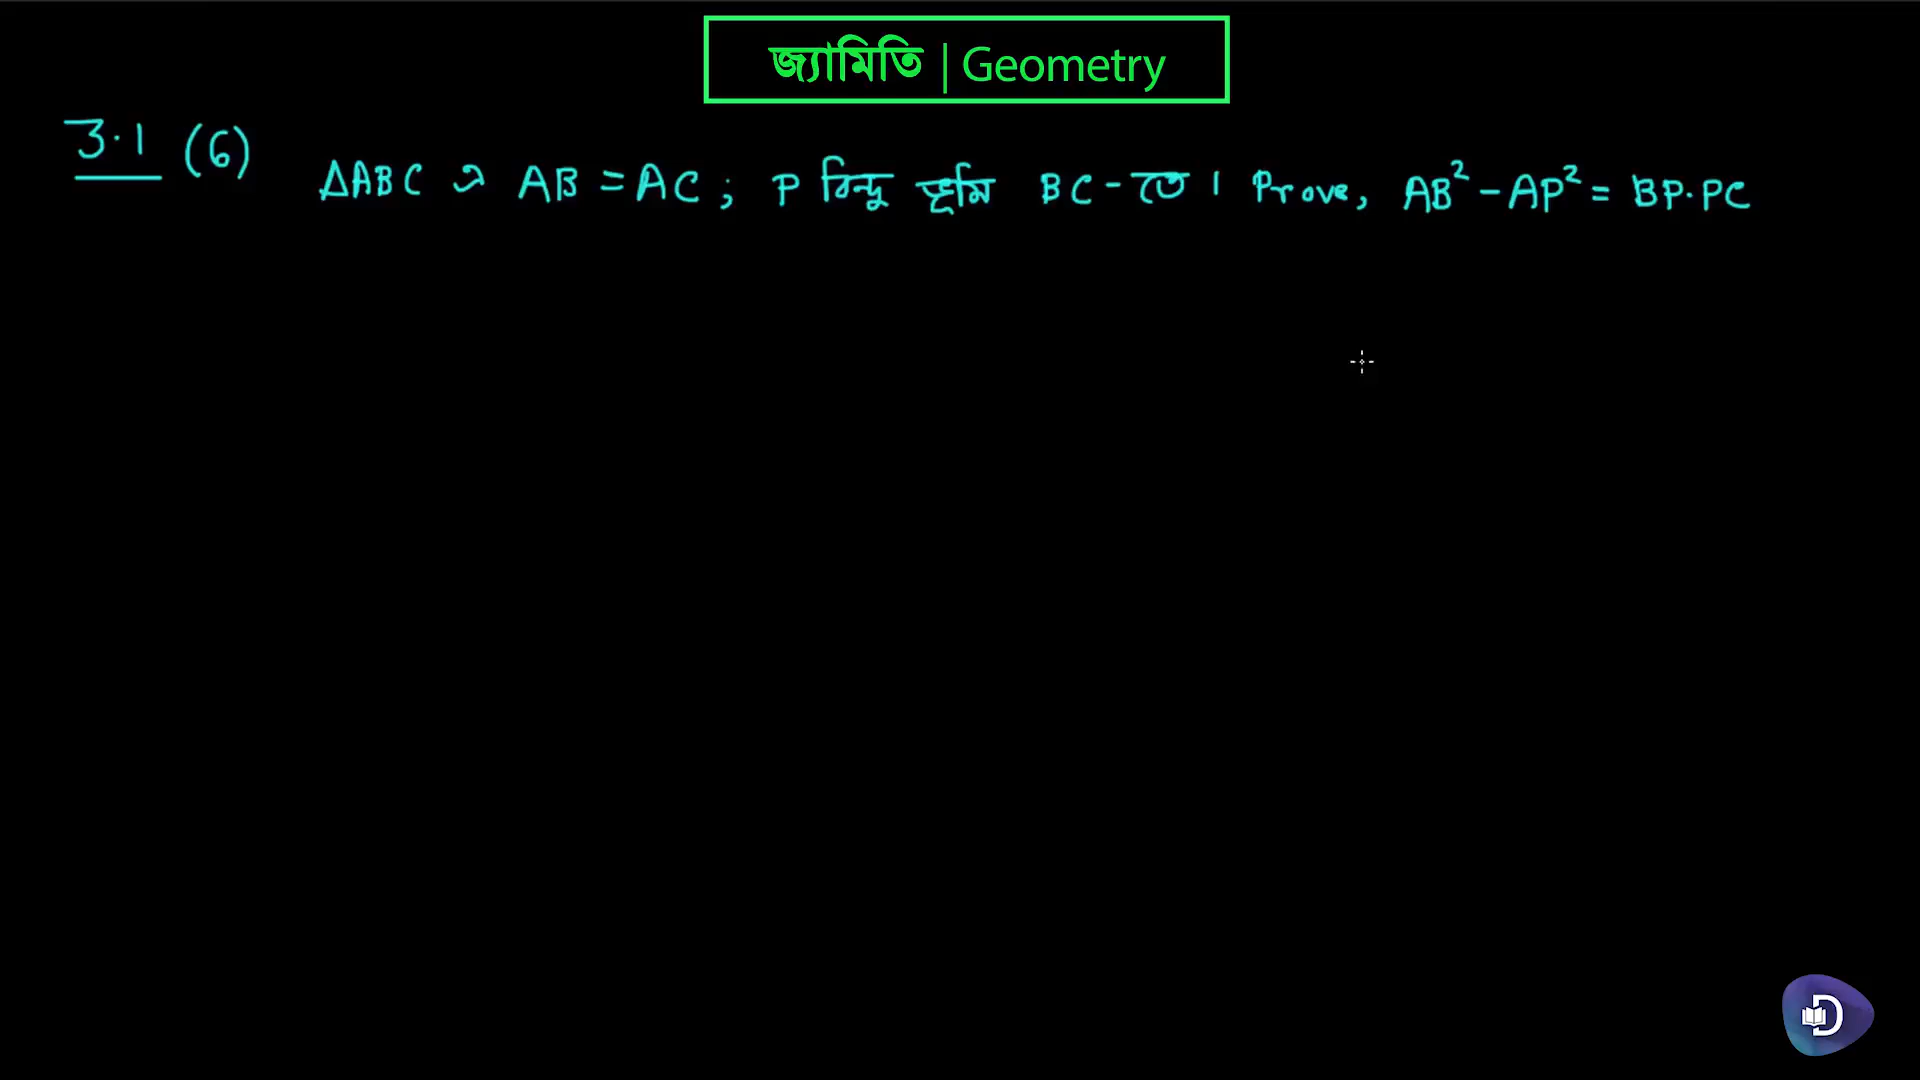 জ্যামিতি | Geometry
3.1 (6) ΔABC এ AB = AC ; P বিন্দু ভূমি BC-তে । Prove, AB² - AP² = BP.PC